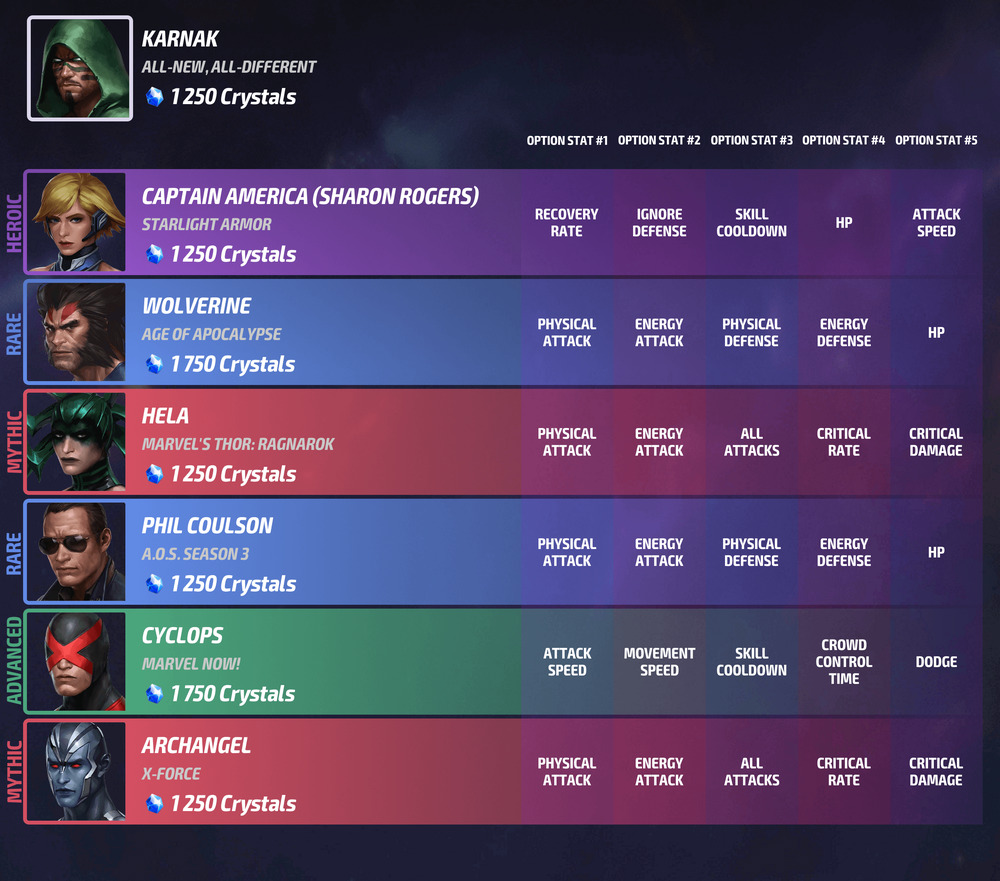 KARNAK
ALL-NEW, ALL-DIFFERENT
1 250 Crystals
OPTION STAT #1 OPTION STAT #2 OPTION STAT #3 OPTION STAT #4 OPTION STAT #5
HEROIC
CAPTAIN AMERICA (SHARON ROGERS)
STARLIGHT ARMOR
1 250 Crystals
RECOVERY
RATE
IGNORE
DEFENSE
SKILL
COOLDOWN
HP
ATTACK
SPEED
RARE
WOLVERINE
AGE OF APOCALYPSE
1 750 Crystals
PHYSICAL
ATTACK
ENERGY
ATTACK
PHYSICAL
DEFENSE
ENERGY
DEFENSE
HP
MYTHIC
HELA
MARVEL'S THOR: RAGNAROK
1 250 Crystals
PHYSICAL
ATTACK
ENERGY
ATTACK
ALL
ATTACKS
CRITICAL
RATE
CRITICAL
DAMAGE
RARE
PHIL COULSON
A.O.S. SEASON 3
1 250 Crystals
PHYSICAL
ATTACK
ENERGY
ATTACK
PHYSICAL
DEFENSE
ENERGY
DEFENSE
HP
ADVANCED
CYCLOPS
MARVEL NOW!
1 750 Crystals
ATTACK
SPEED
MOVEMENT
SPEED
SKILL
COOLDOWN
CROWD
CONTROL
TIME
DODGE
MYTHIC
ARCHANGEL
X-FORCE
1 250 Crystals
PHYSICAL
ATTACK
ENERGY
ATTACK
ALL
ATTACKS
CRITICAL
RATE
CRITICAL
DAMAGE